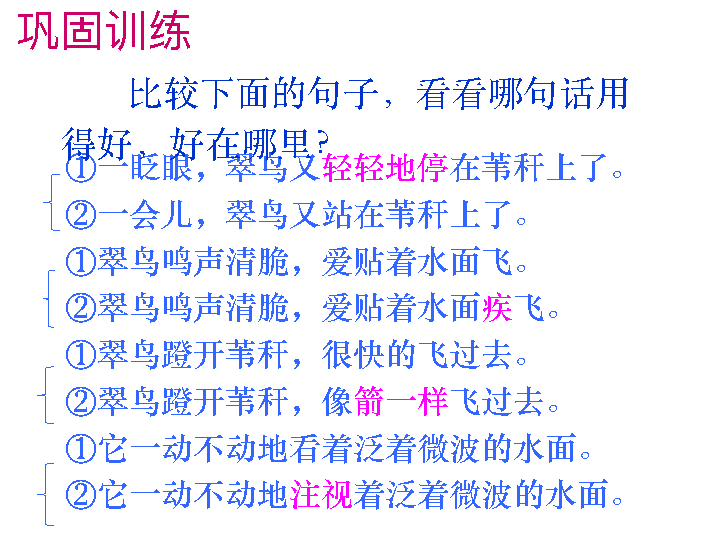 巩固训练
比较下面的句子，看看哪句话用
得好，好在哪里?
①一眨眼，翠鸟又轻轻地停在苇秆上了。
②一会儿，翠鸟又站在苇秆上了。
①翠鸟鸣声清脆，爱贴着水面飞。
②翠鸟鸣声清脆，爱贴着水面疾飞。
①翠鸟蹬开苇秆，很快的飞过去。
②翠鸟蹬开苇秆，像箭一样飞过去。
①它一动不动地看着泛着微波的水面。
②它一动不动地注视着泛着微波的水面。